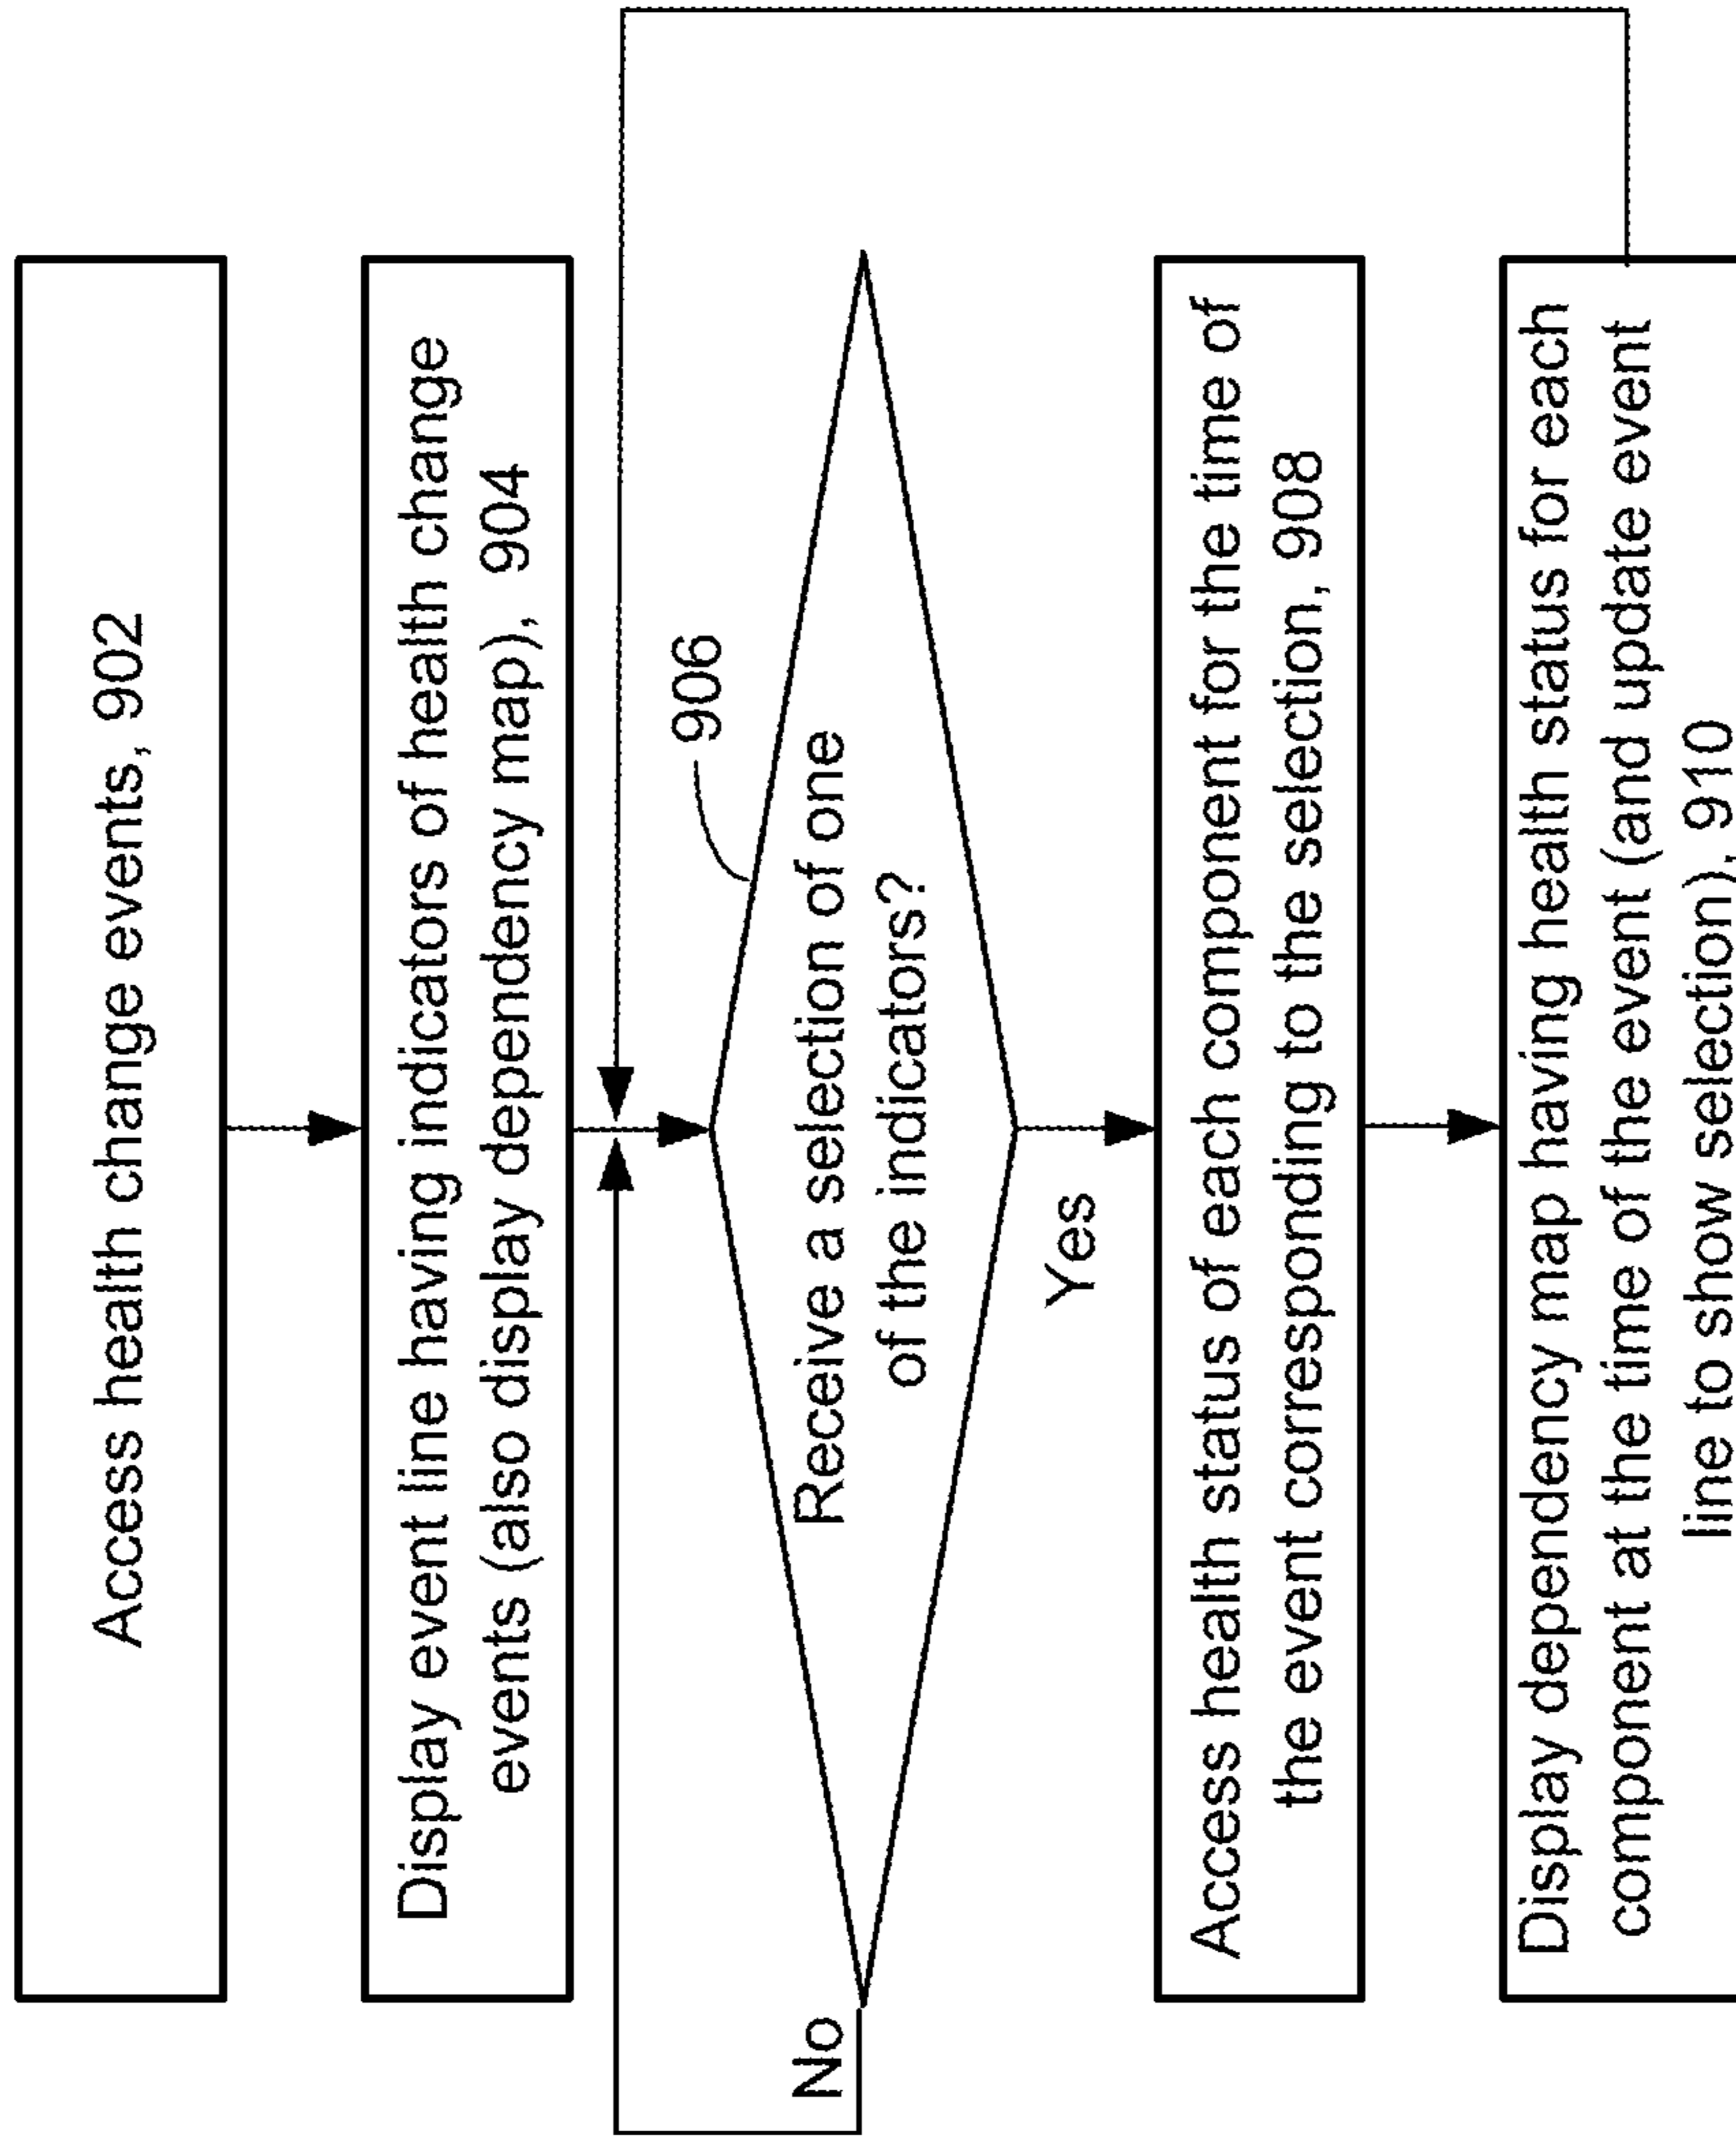 Access health change events, 902
Display event line having indicators of health change
events (also display dependency map), 904
906
Receive a selection of one
of the indicators?
No
Yes
Access health status of each component for the time of
the event corresponding to the selection, 908
Display dependency map having health status for each
component at the time of the event (and update event
line to show selection), 910